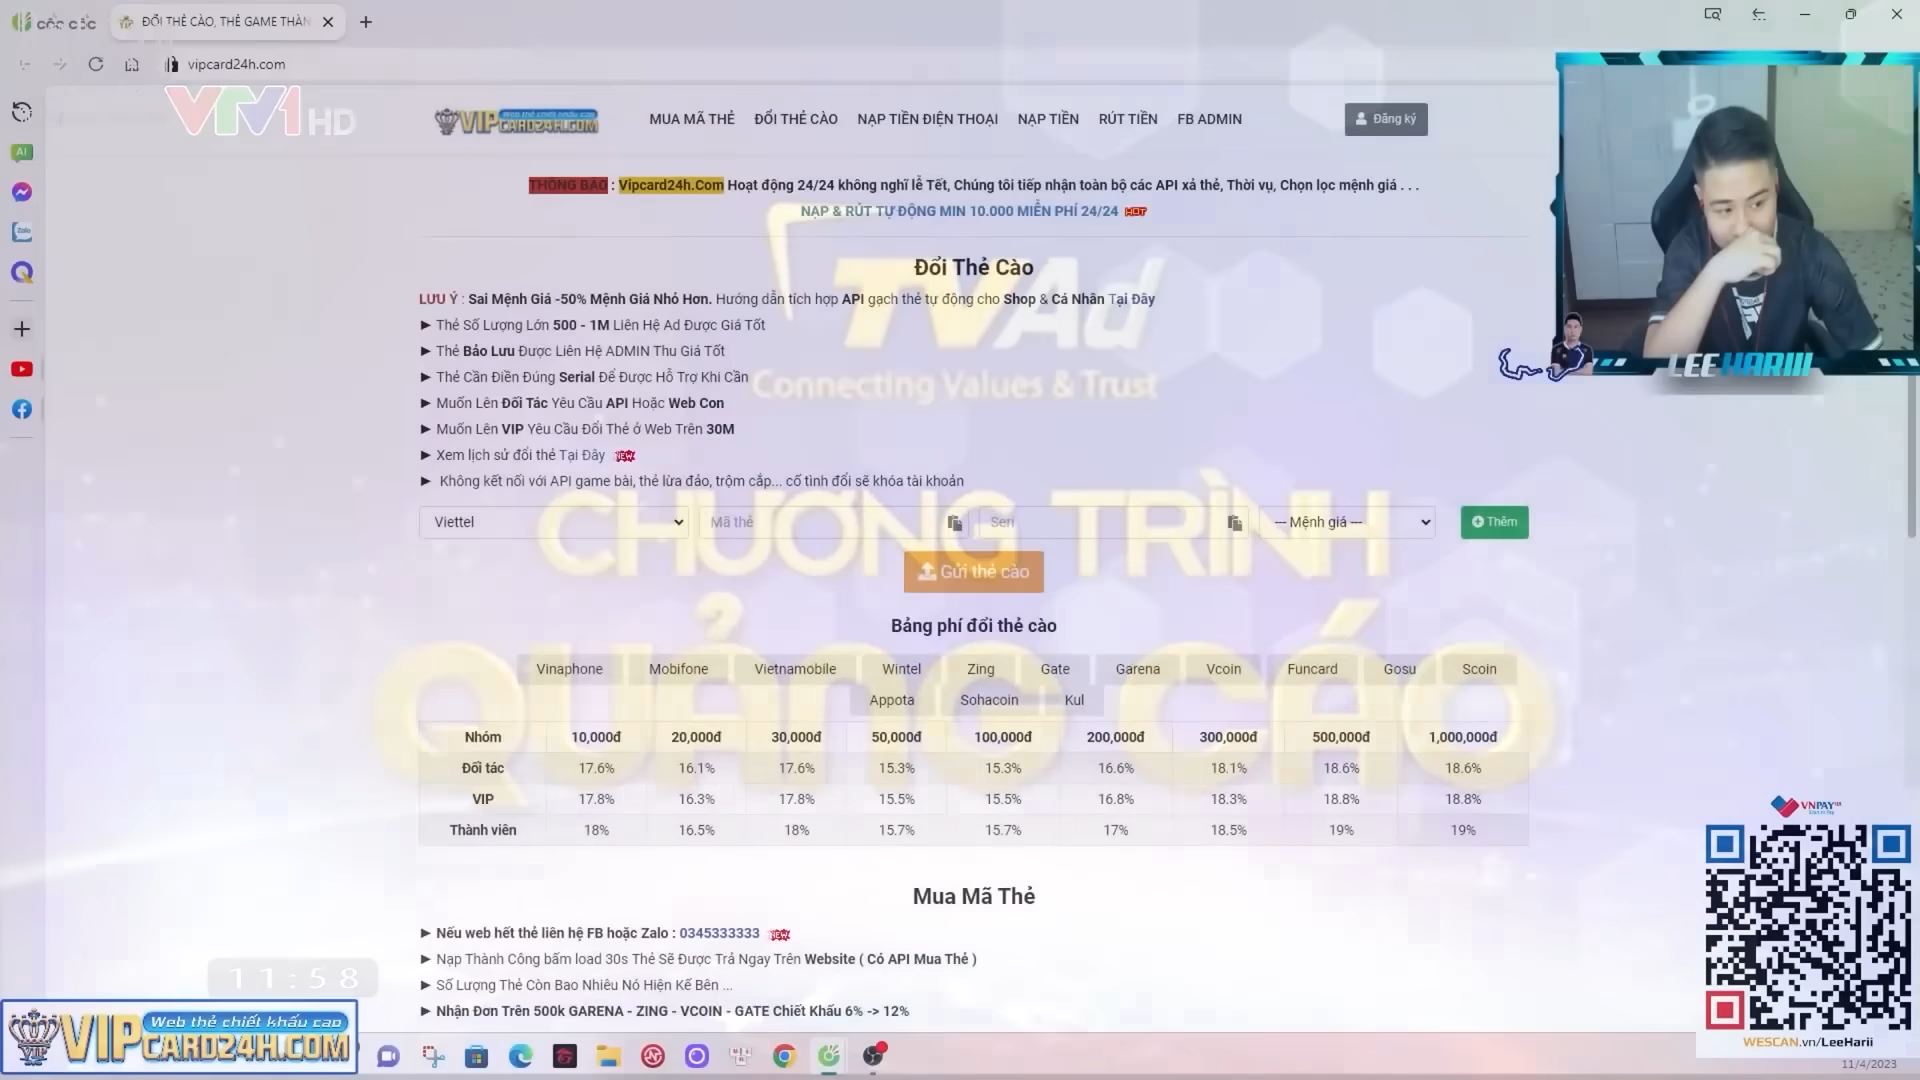 cốc cốc
ĐỔI THẺ CÀO, THẺ GAME THÀN
vipcard24h.com
VTV1 HD
VIPCARD24H.COM
MUA MÃ THẺ ĐỔI THẺ CÀO NẠP TIỀN ĐIỆN THOẠI NẠP TIỀN RÚT TIỀN FB ADMIN
Đăng ký
THÔNG BÁO : Vipcard24h.Com Hoạt động 24/24 không nghĩ lễ Tết, Chúng tôi tiếp nhận toàn bộ các API xả thẻ, Thời vụ, Chọn lọc mệnh giá . . .
NẠP & RÚT TỰ ĐỘNG MIN 10.000 MIỄN PHÍ 24/24 HOT
TVAd
Connecting Values & Trust
CHƯƠNG TRÌNH
QUẢNG CÁO
Đổi Thẻ Cào
LƯU Ý : Sai Mệnh Giá -50% Mệnh Giá Nhỏ Hơn. Hướng dẫn tích hợp API gạch thẻ tự động cho Shop & Cá Nhân Tại Đây
► Thẻ Số Lượng Lớn 500 - 1M Liên Hệ Ad Được Giá Tốt
► Thẻ Bảo Lưu Được Liên Hệ ADMIN Thu Giá Tốt
► Thẻ Cần Điền Đúng Serial Để Được Hỗ Trợ Khi Cần
► Muốn Lên Đối Tác Yêu Cầu API Hoặc Web Con
► Muốn Lên VIP Yêu Cầu Đổi Thẻ ở Web Trên 30M
► Xem lịch sử đổi thẻ Tại Đây NEW
► Không kết nối với API game bài, thẻ lừa đảo, trộm cắp... cố tình đổi sẽ khóa tài khoản
LEEHARIII
Viettel Mã thẻ Seri --- Mệnh giá --- Thêm
Gửi thẻ cào
Bảng phí đổi thẻ cào
Vinaphone Mobifone Vietnamobile Wintel Zing Gate Garena Vcoin Funcard Gosu Scoin
Appota Sohacoin Kul
Nhóm 10,000đ 20,000đ 30,000đ 50,000đ 100,000đ 200,000đ 300,000đ 500,000đ 1,000,000đ
Đối tác 17.6% 16.1% 17.6% 15.3% 15.3% 16.6% 18.1% 18.6% 18.6%
VIP 17.8% 16.3% 17.8% 15.5% 15.5% 16.8% 18.3% 18.8% 18.8%
Thành viên 18% 16.5% 18% 15.7% 15.7% 17% 18.5% 19% 19%
Mua Mã Thẻ
► Nếu web hết thẻ liên hệ FB hoặc Zalo : 0345333333 NEW
► Nạp Thành Công bấm load 30s Thẻ Sẽ Được Trả Ngay Trên Website ( Có API Mua Thẻ )
► Số Lượng Thẻ Còn Bao Nhiêu Nó Hiện Kế Bên ...
► Nhận Đơn Trên 500k GARENA - ZING - VCOIN - GATE Chiết Khấu 6% -> 12%
11:58
Web thẻ chiết khấu cao
VIPCARD24H.COM
VNPAY
WESCAN.vn/LeeHarii
11/4/2023